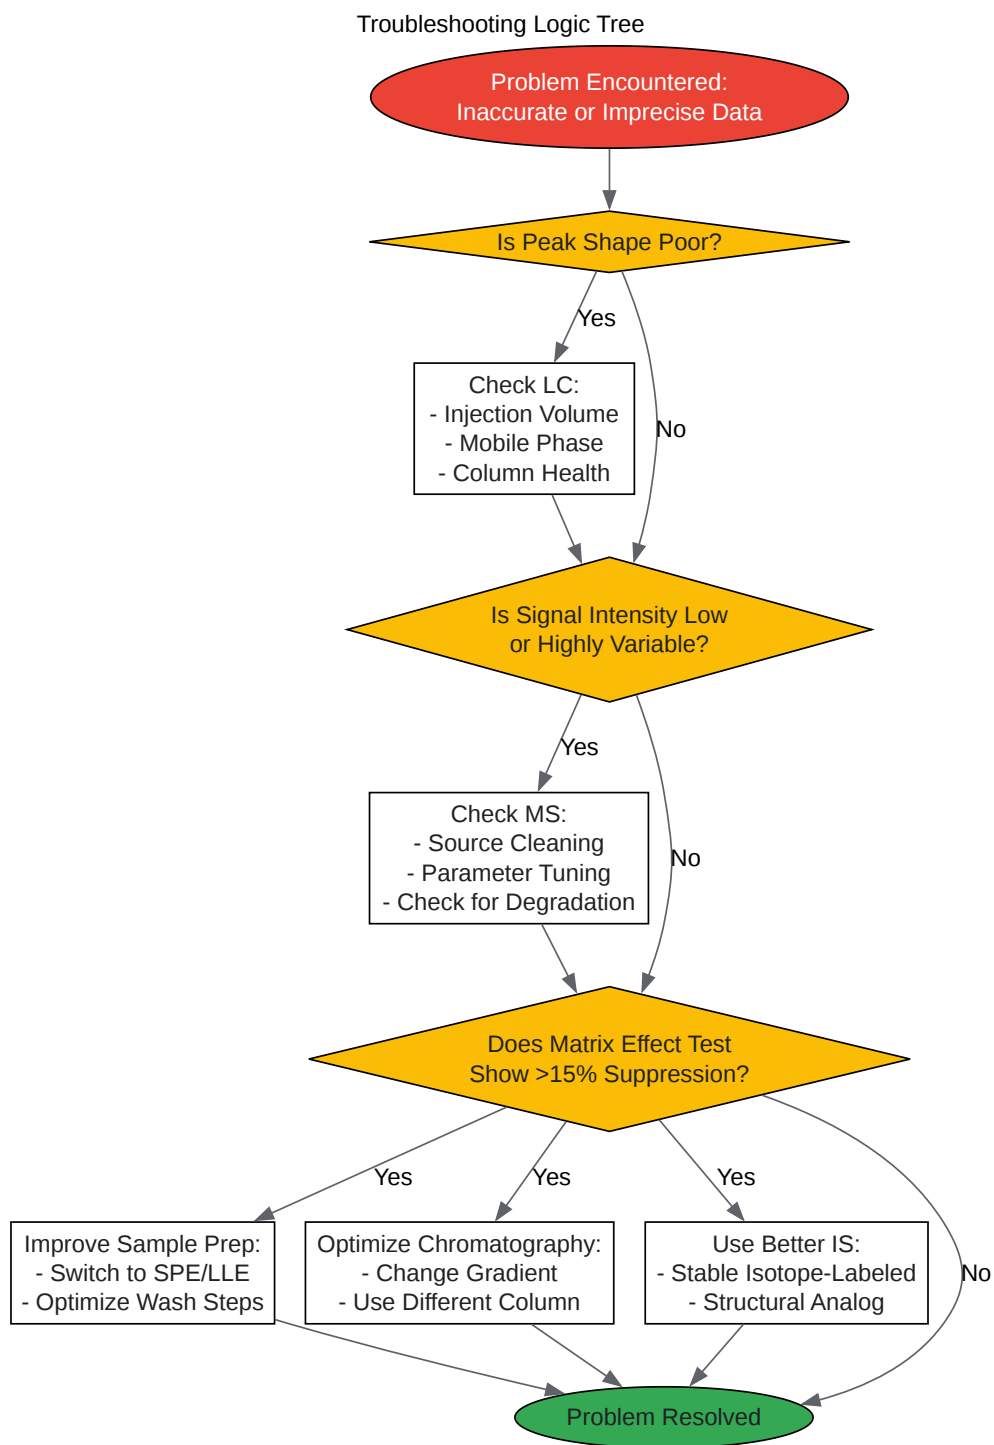 Troubleshooting Logic Tree
Problem Encountered:
Inaccurate or Imprecise Data
Is Peak Shape Poor?
Yes
Check LC:
- Injection Volume
- Mobile Phase
- Column Health
No
Is Signal Intensity Low
or Highly Variable?
Yes
Check MS:
- Source Cleaning
- Parameter Tuning
- Check for Degradation
No
Does Matrix Effect Test
Show >15% Suppression?
Yes
Yes
Yes
Improve Sample Prep:
- Switch to SPE/LLE
- Optimize Wash Steps
Optimize Chromatography:
- Change Gradient
- Use Different Column
Use Better IS:
- Stable Isotope-Labeled
- Structural Analog
No
Problem Resolved